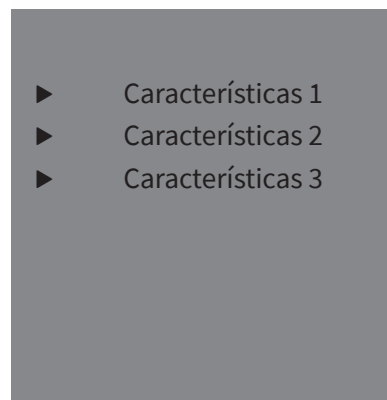 ▶ Características 1
▶ Características 2
▶ Características 3